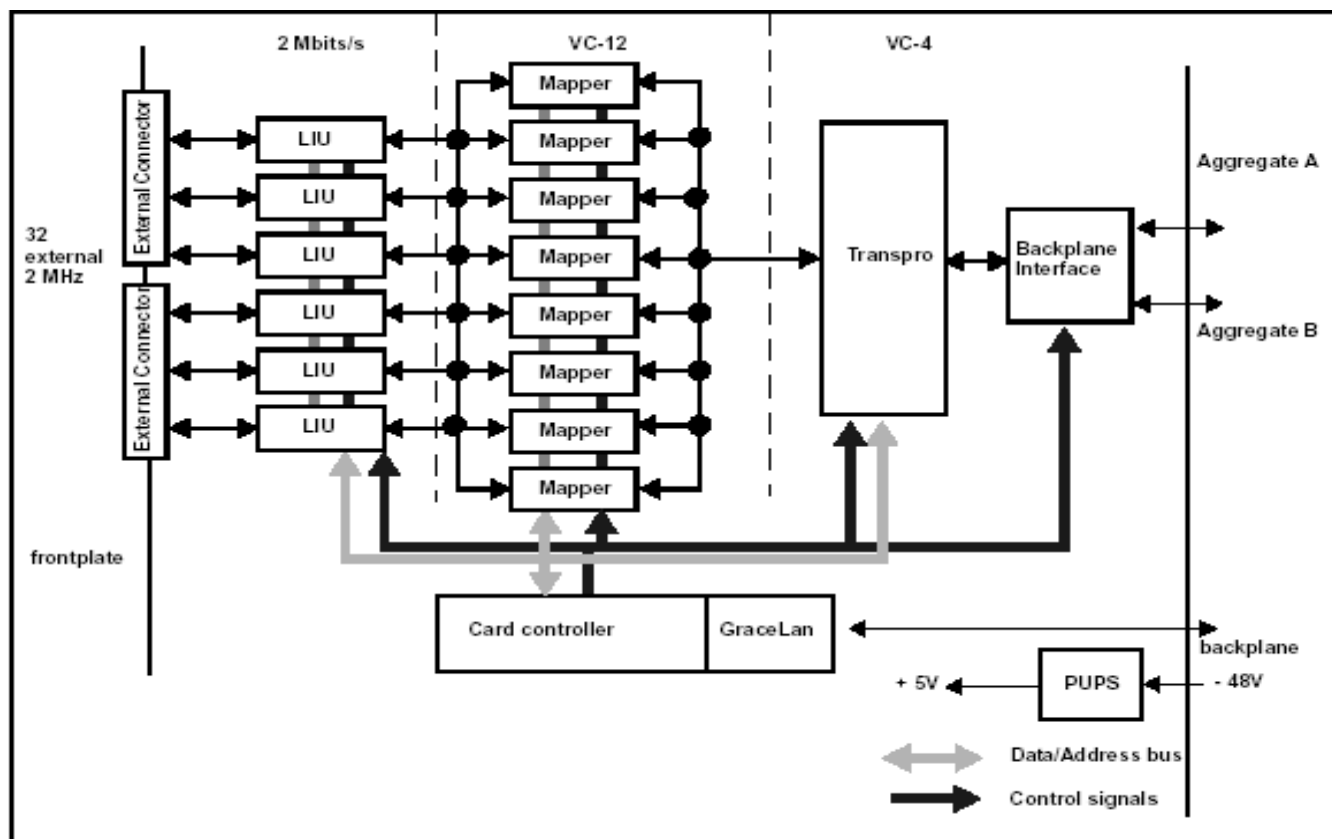 2 Mbits/s
VC-12
VC-4
External Connector
External Connector
32
external
2 MHz
frontplate
LIU
LIU
LIU
LIU
LIU
LIU
Mapper
Mapper
Mapper
Mapper
Mapper
Mapper
Mapper
Mapper
Transpro
Backplane
Interface
Aggregate A
Aggregate B
Card controller
GraceLan
backplane
+ 5V
PUPS
- 48V
Data/Address bus
Control signals